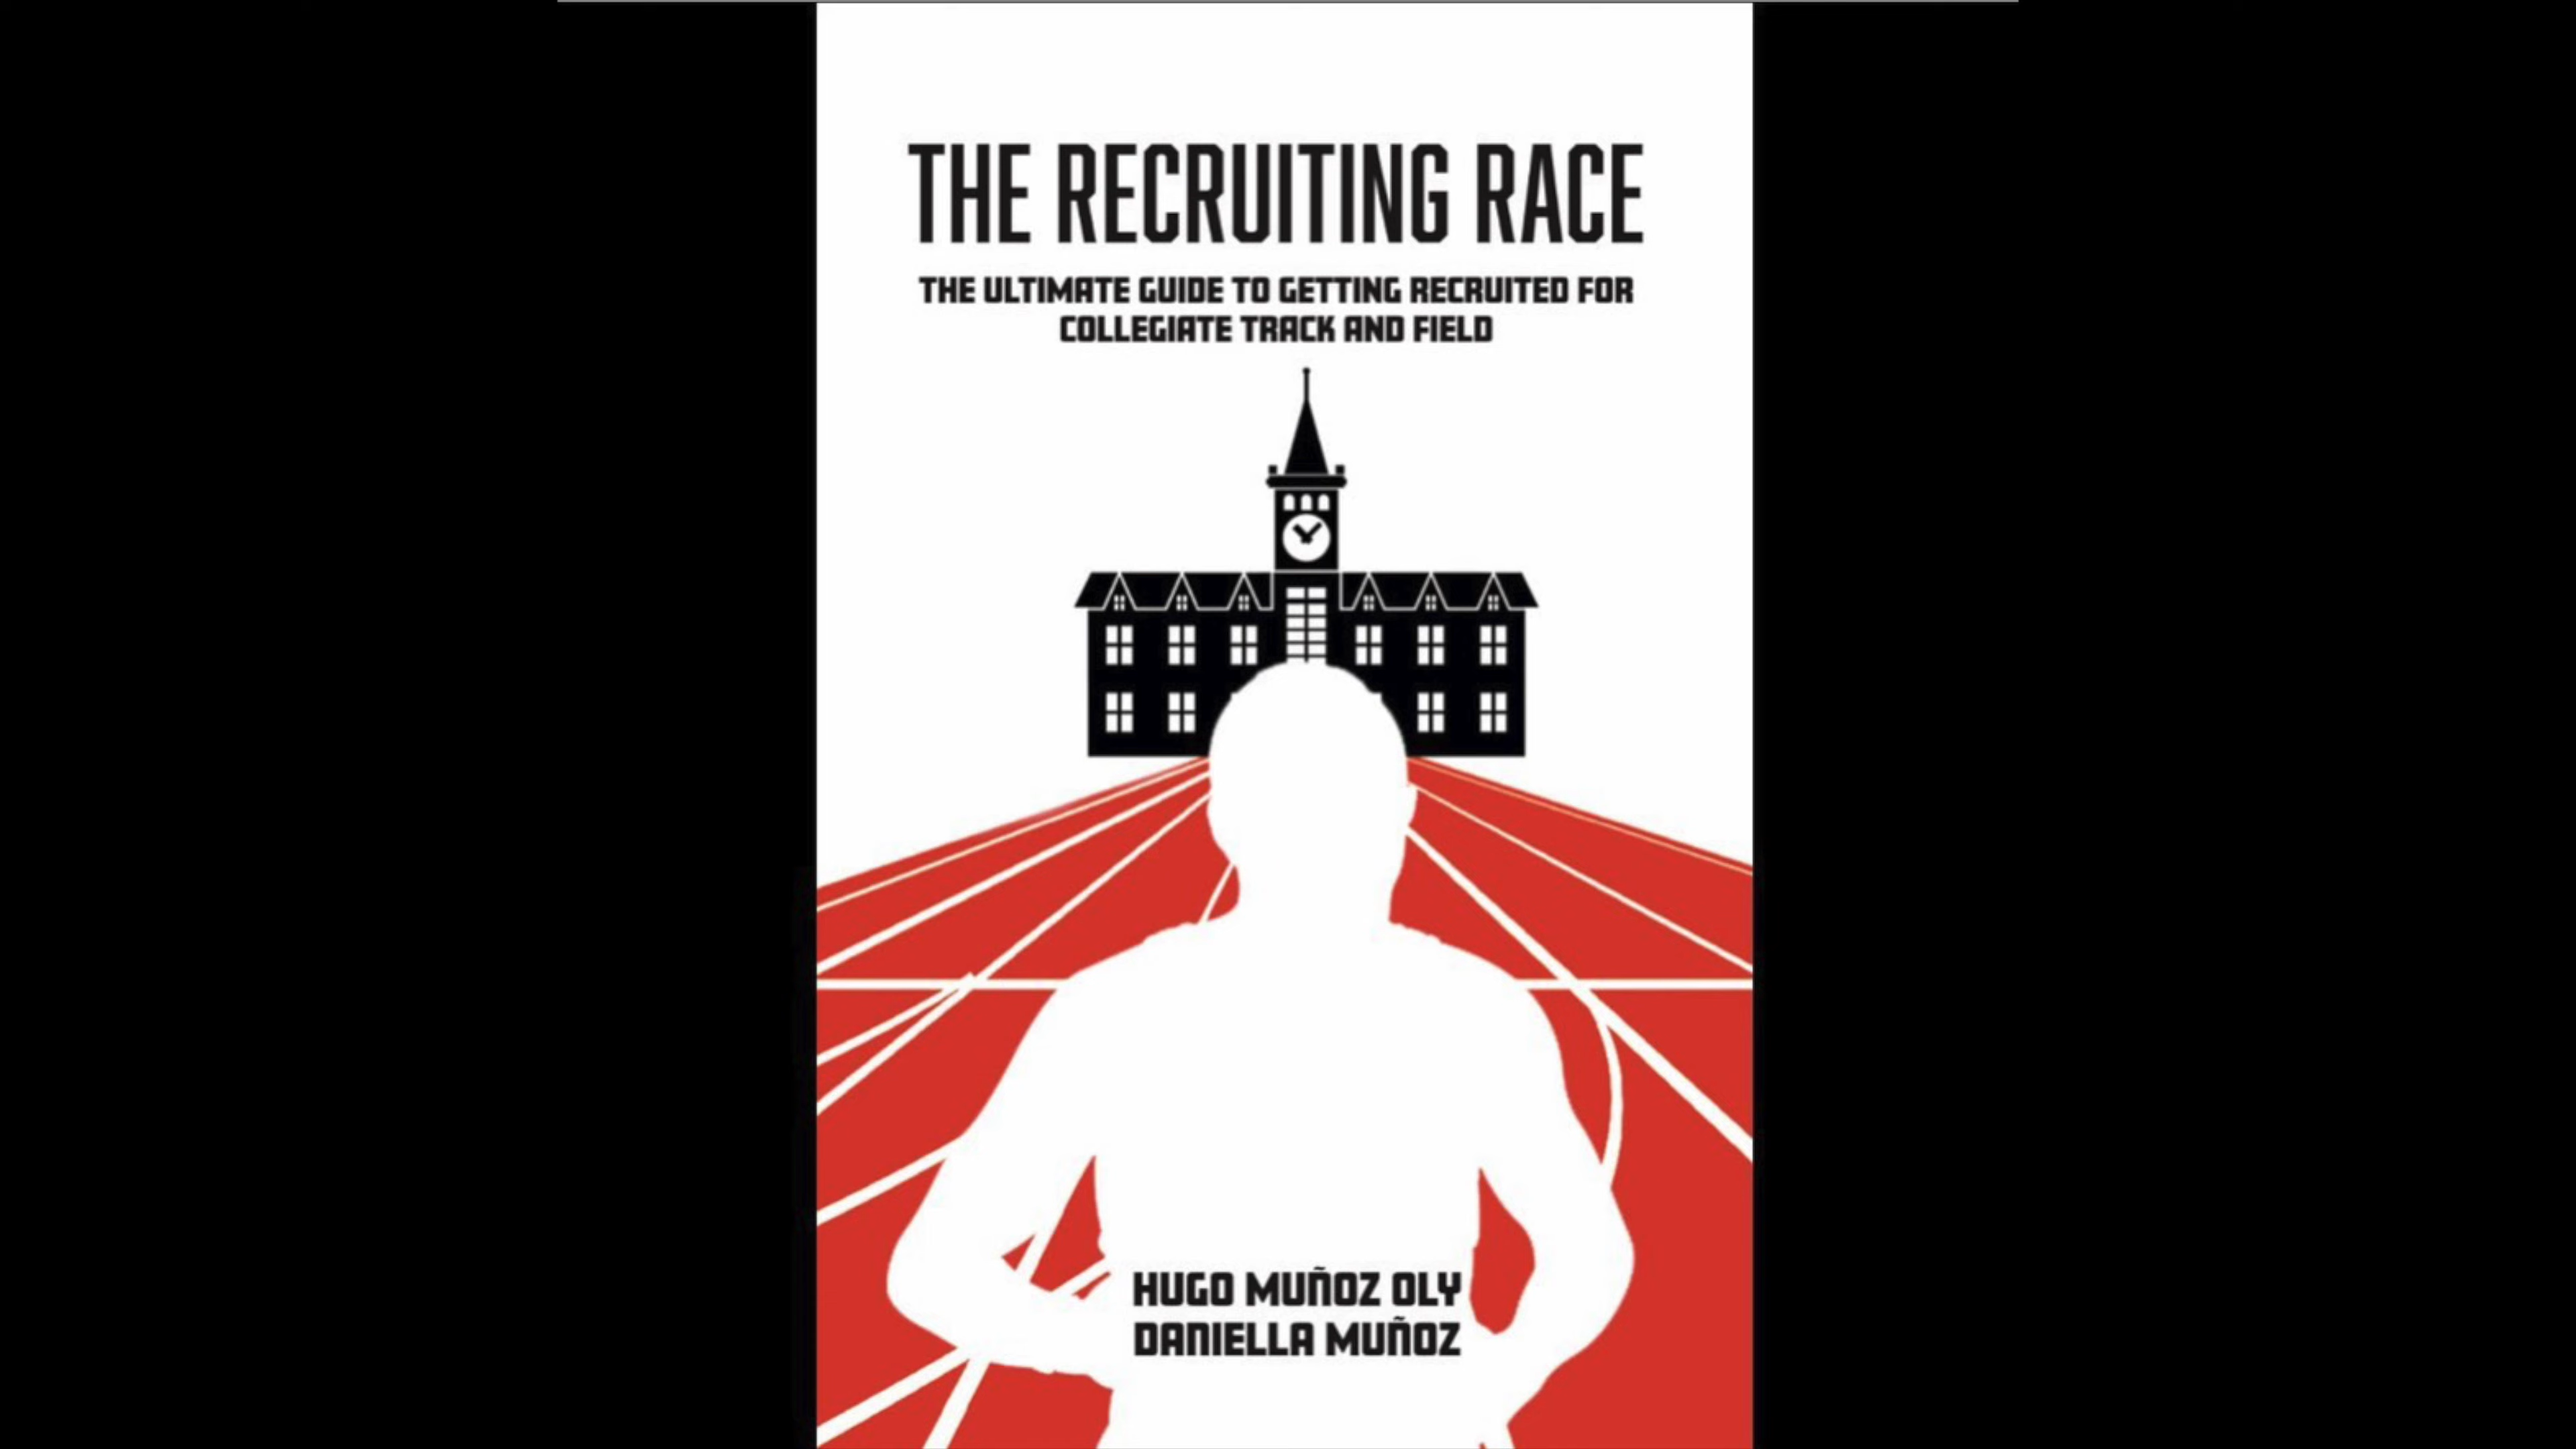 THE RECRUITING RACE
THE ULTIMATE GUIDE TO GETTING RECRUITED FOR
COLLEGIATE TRACK AND FIELD
HUGO MUÑOZ OLY
DANIELLA MUÑOZ